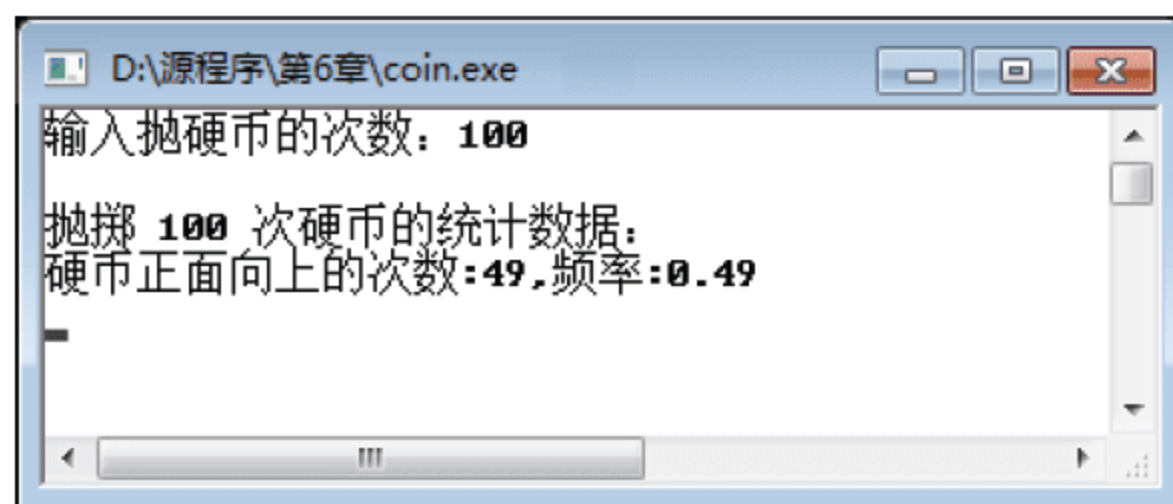 D:\源程序\第6章\coin.exe
输入抛硬币的次数：100
抛掷 100 次硬币的统计数据：
硬币正面向上的次数:49,频率:0.49